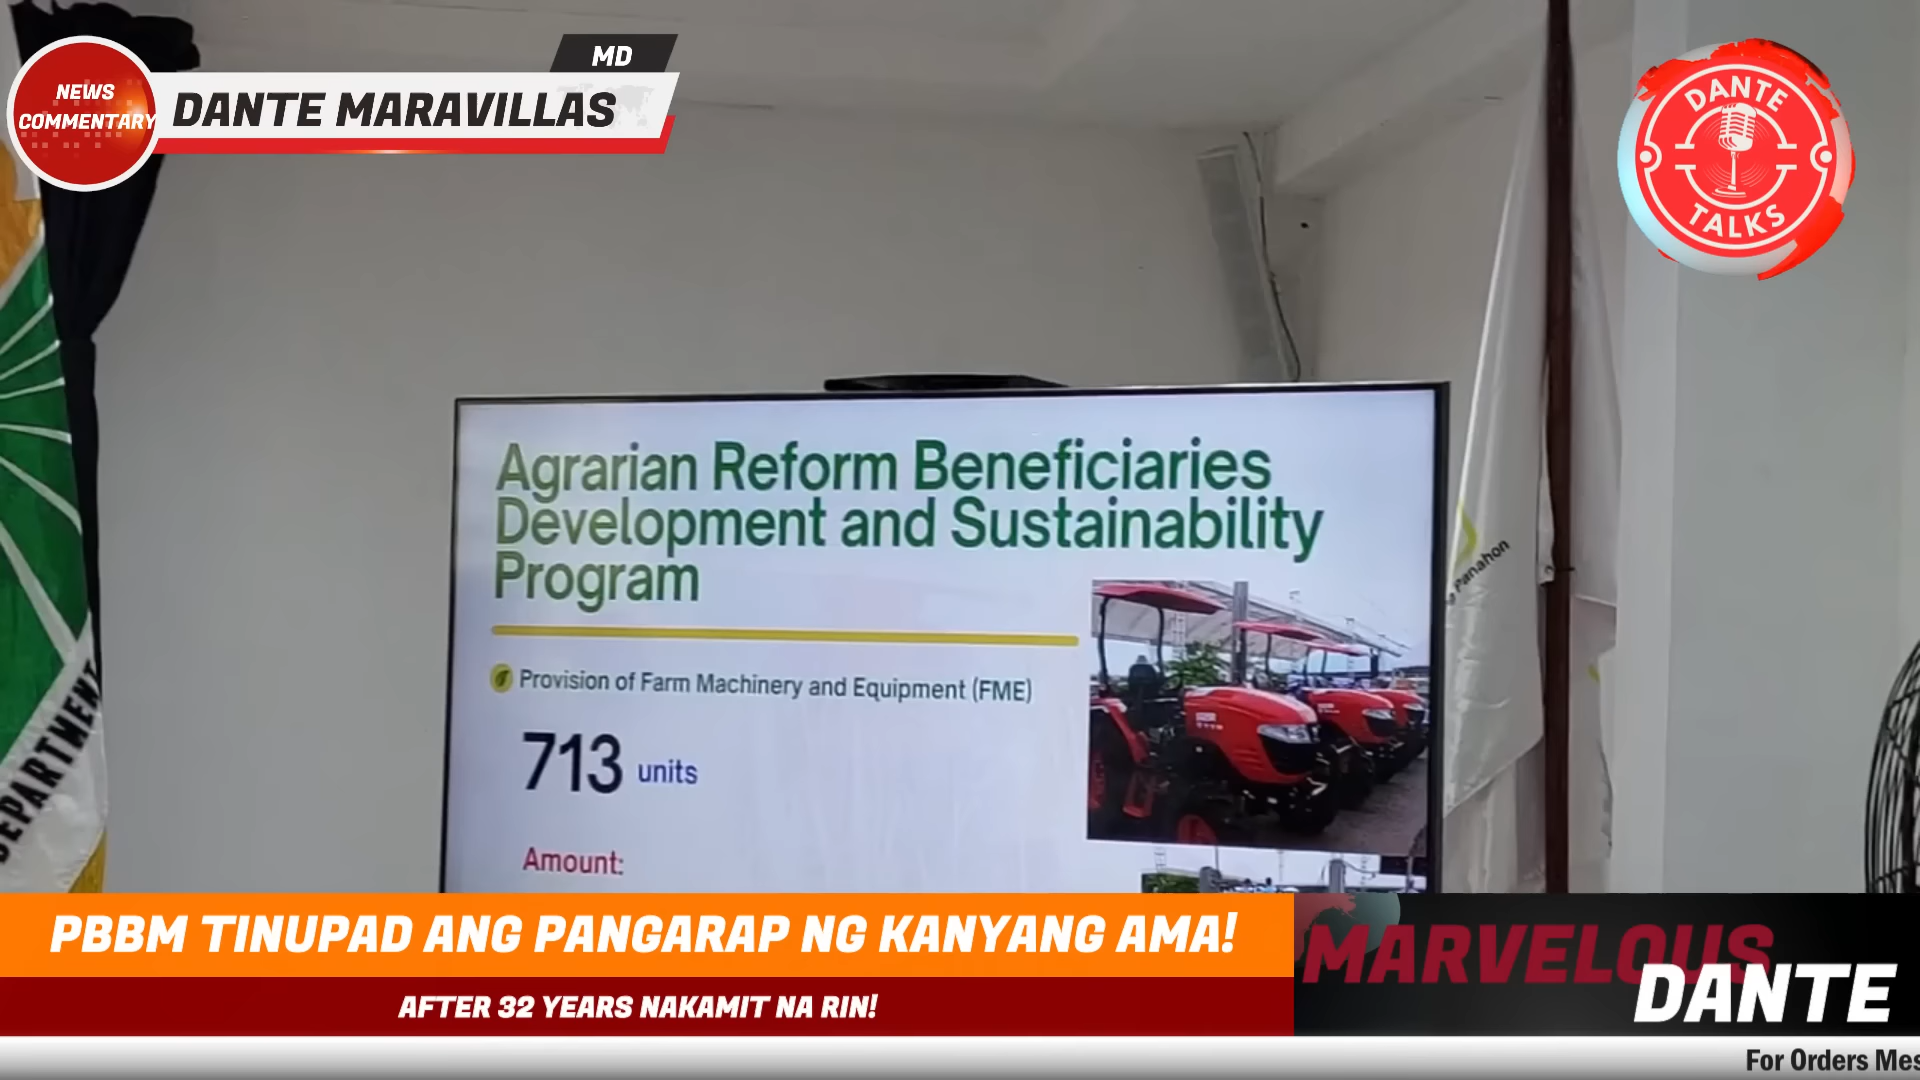 MD
NEWS
COMMENTARY
DANTE MARAVILLAS
DANTE
TALKS
Agrarian Reform Beneficiaries
Development and Sustainability
Program
Panahon
Provision of Farm Machinery and Equipment (FME)
713 units
Amount:
DEPARTMENT
PBBM TINUPAD ANG PANGARAP NG KANYANG AMA!
AFTER 32 YEARS NAKAMIT NA RIN!
MARVELOUS
DANTE
For Orders Mes